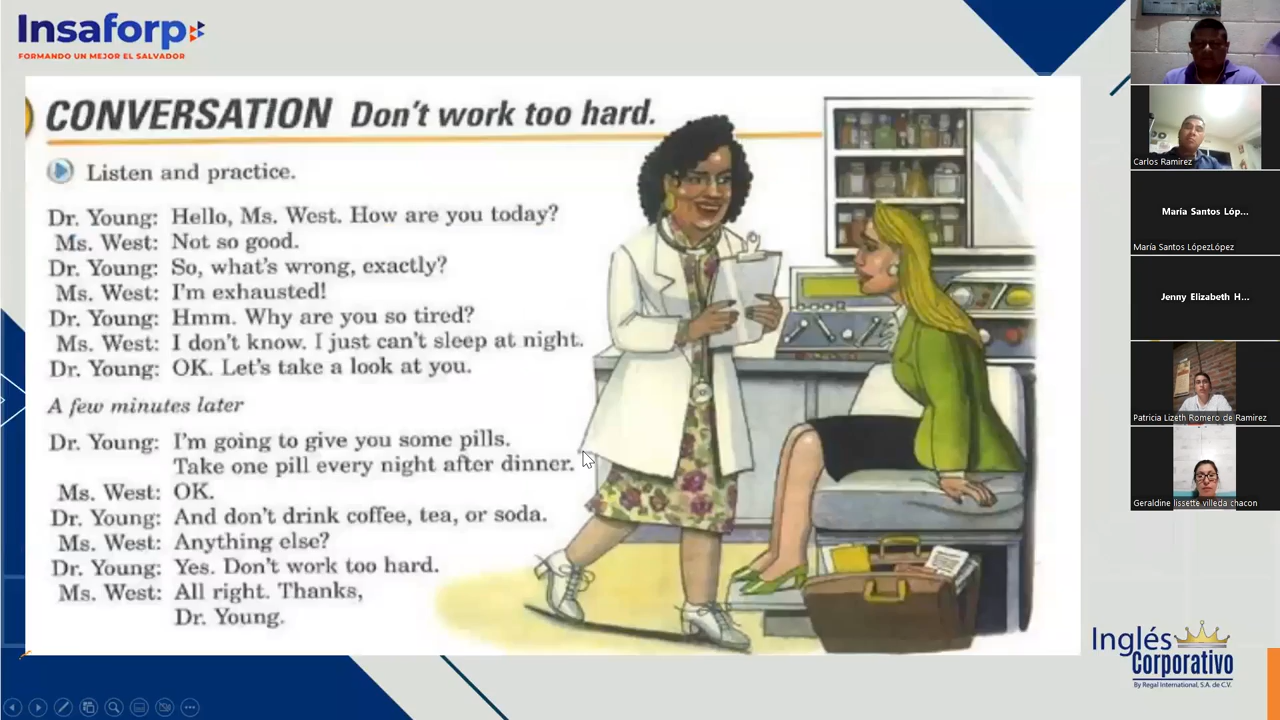 Insaforp
FORMANDO UN MEJOR EL SALVADOR
CONVERSATION Don't work too hard.
Listen and practice.
Dr. Young: Hello, Ms. West. How are you today?
Ms. West: Not so good.
Dr. Young: So, what's wrong, exactly?
Ms. West: I'm exhausted!
Dr. Young: Hmm. Why are you so tired?
Ms. West: I don't know. I just can't sleep at night.
Dr. Young: OK. Let's take a look at you.
A few minutes later
Dr. Young: I'm going to give you some pills.
Take one pill every night after dinner.
Ms. West: OK.
Dr. Young: And don't drink coffee, tea, or soda.
Ms. West: Anything else?
Dr. Young: Yes. Don't work too hard.
Ms. West: All right. Thanks,
Dr. Young.
Carlos Ramirez
María Santos Lóp...
María Santos LópezLópez
Jenny Elizabeth H...
Patricia Lizeth Romero de Ramirez
Geraldine lissette villeda chacon
Inglés
Corporativo
By Regal International, S.A. de C.V.